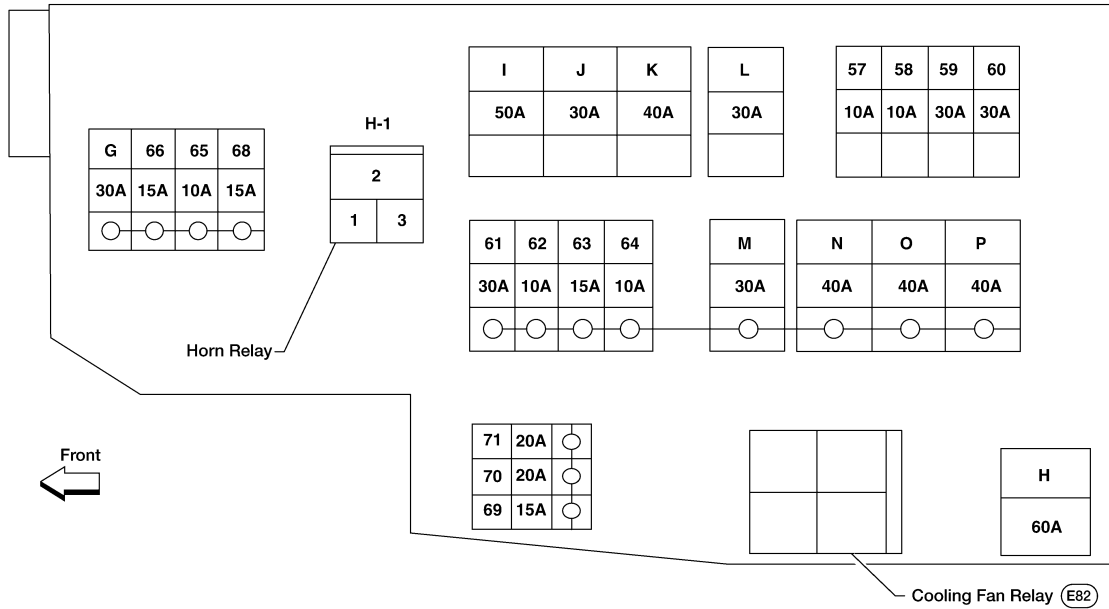 I J K
50A 30A 40A
L
30A
57 58 59 60
10A 10A 30A 30A
G 66 65 68
30A 15A 10A 15A
H-1
2
1 3
Horn Relay
61 62 63 64
30A 10A 15A 10A
M
30A
N O P
40A 40A 40A
Front
71 20A
70 20A
69 15A
H
60A
Cooling Fan Relay E82